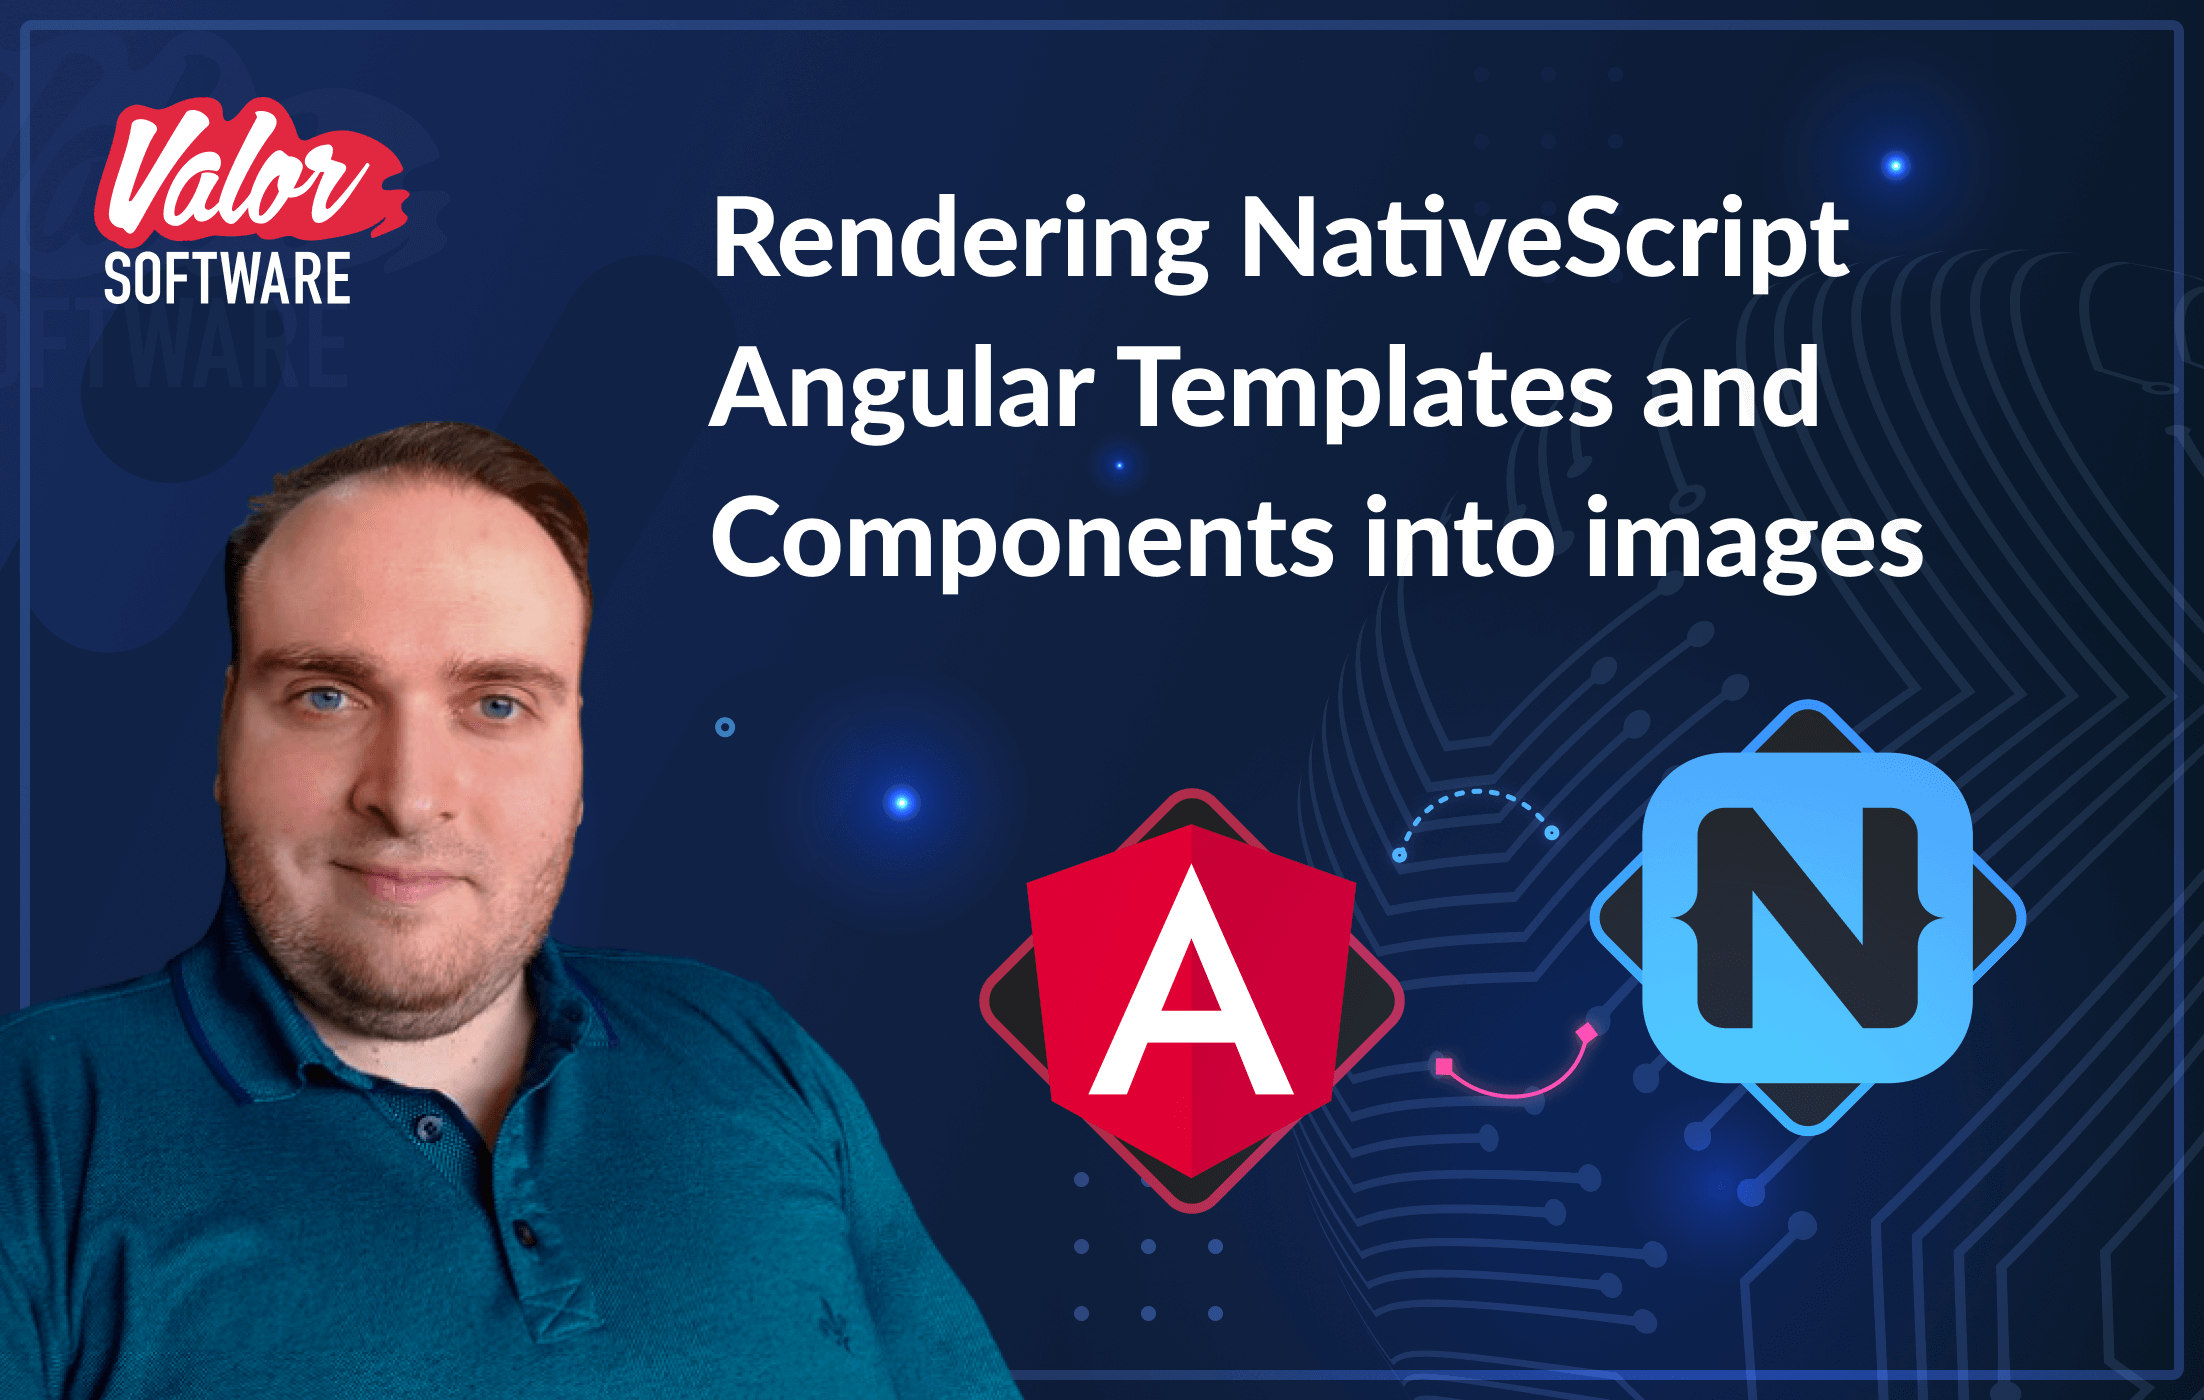 Valor
SOFTWARE
Rendering NativeScript
Angular Templates and
Components into images
A
N